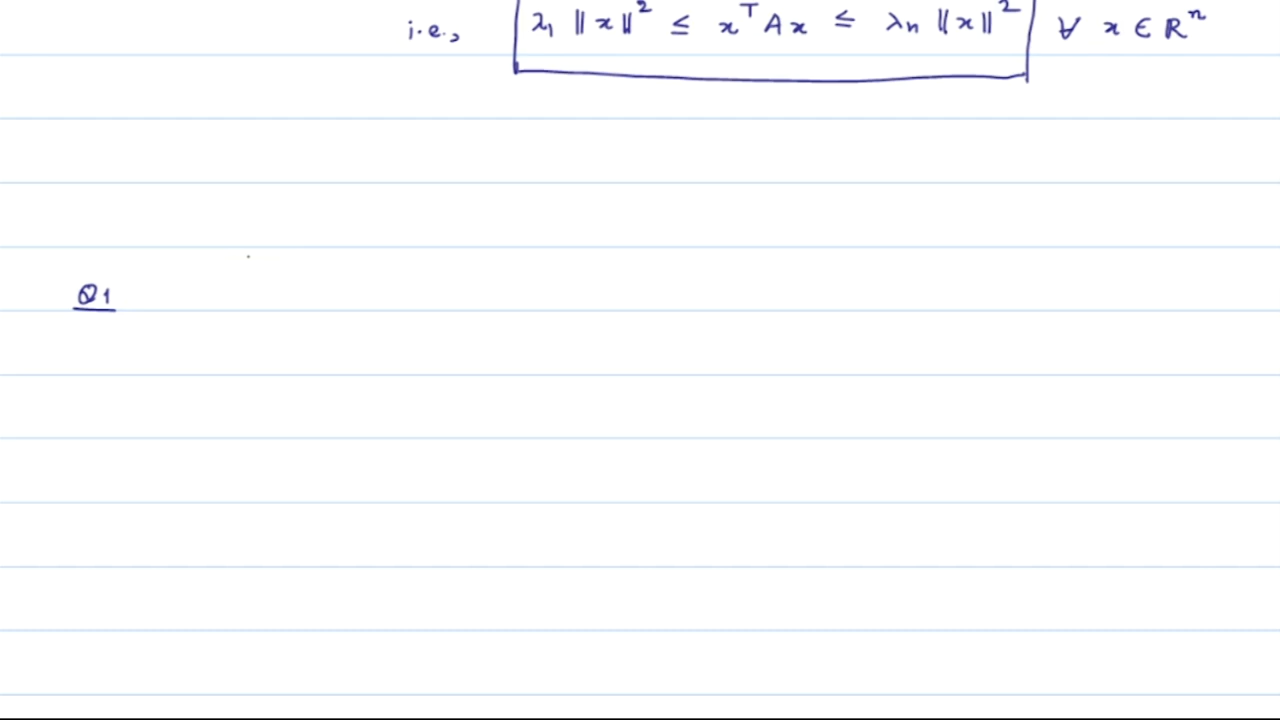 i.e., λ₁ ‖x‖² ≤ xᵀAx ≤ λₙ ‖x‖² ∀ x ∈ Rⁿ
Q1